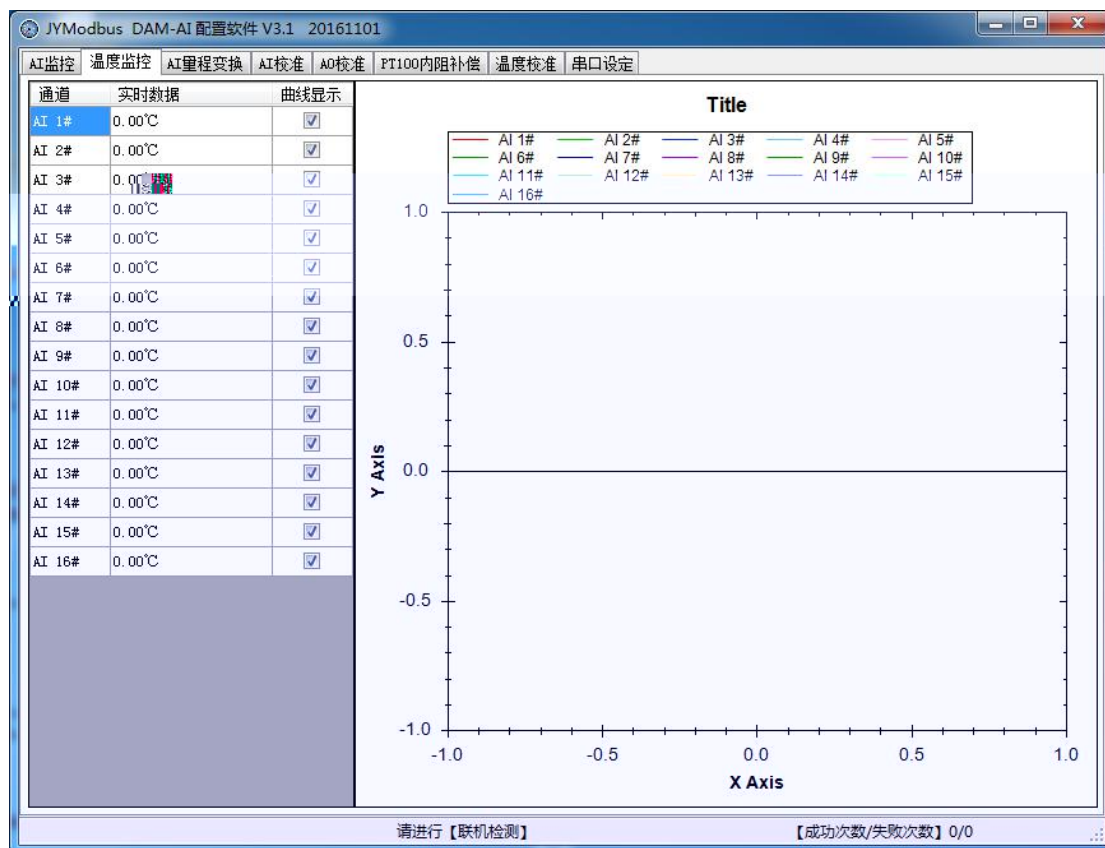 JYModbus DAM-AI 配置软件 V3.1 20161101
AI监控 温度监控 AI量程变换 AI校准 AO校准 PT100内阻补偿 温度校准 串口设定
通道 实时数据 曲线显示
AI 1# 0.00℃
AI 2# 0.00℃
AI 3#
AI 4# 0.00℃
AI 5# 0.00℃
AI 6# 0.00℃
AI 7# 0.00℃
AI 8# 0.00℃
AI 9# 0.00℃
AI 10# 0.00℃
AI 11# 0.00℃
AI 12# 0.00℃
AI 13# 0.00℃
AI 14# 0.00℃
AI 15# 0.00℃
AI 16# 0.00℃
Title
AI 1# AI 2# AI 3# AI 4# AI 5#
AI 6# AI 7# AI 8# AI 9# AI 10#
AI 11# AI 12# AI 13# AI 14# AI 15#
AI 16#
1.0
0.5
0.0
-0.5
-1.0
Y Axis
-1.0 -0.5 0.0 0.5 1.0
X Axis
请进行【联机检测】 【成功次数/失败次数】0/0